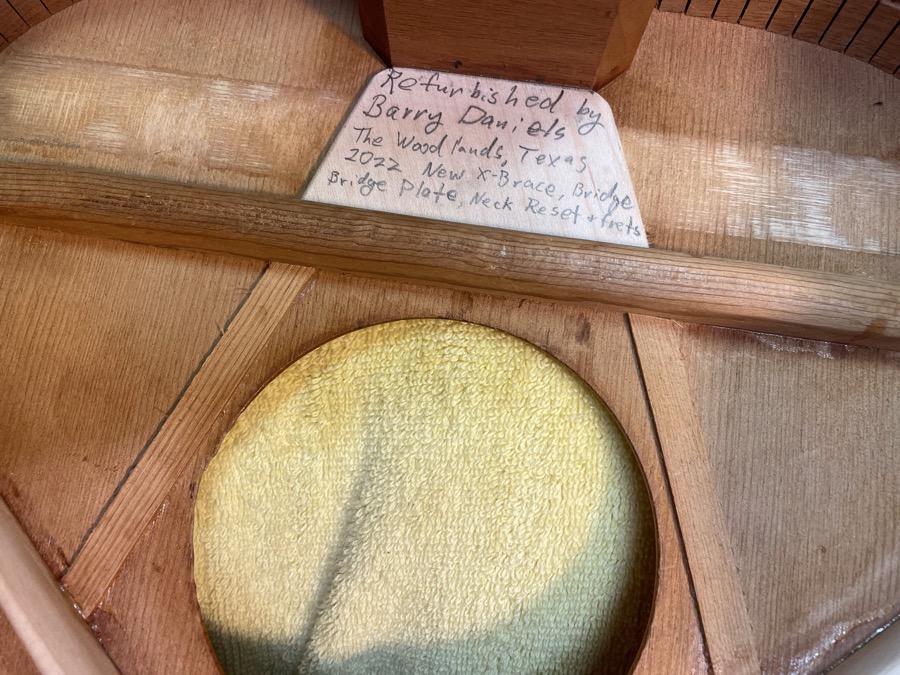 Refurbished by
Barry Daniels
The Woodlands, Texas
2022 New X-Brace, Bridge
Bridge Plate, Neck Reset + frets